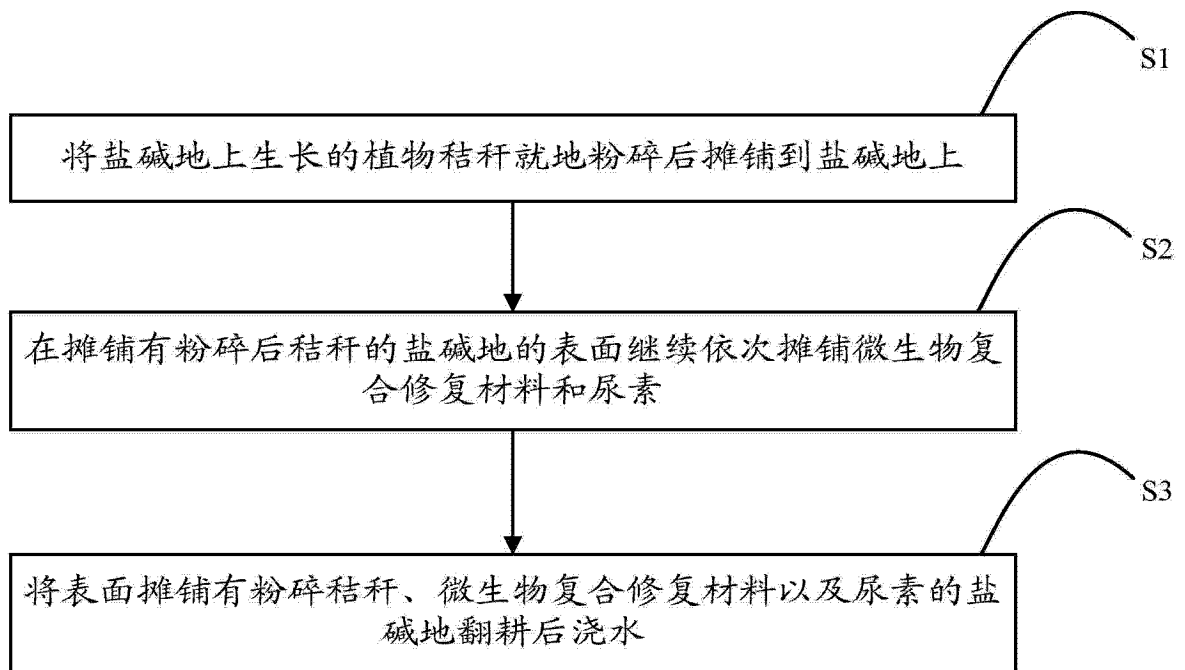 S1
将盐碱地上生长的植物秸秆就地粉碎后摊铺到盐碱地上
S2
在摊铺有粉碎后秸秆的盐碱地的表面继续依次摊铺微生物复
合修复材料和尿素
S3
将表面摊铺有粉碎秸秆、微生物复合修复材料以及尿素的盐
碱地翻耕后浇水